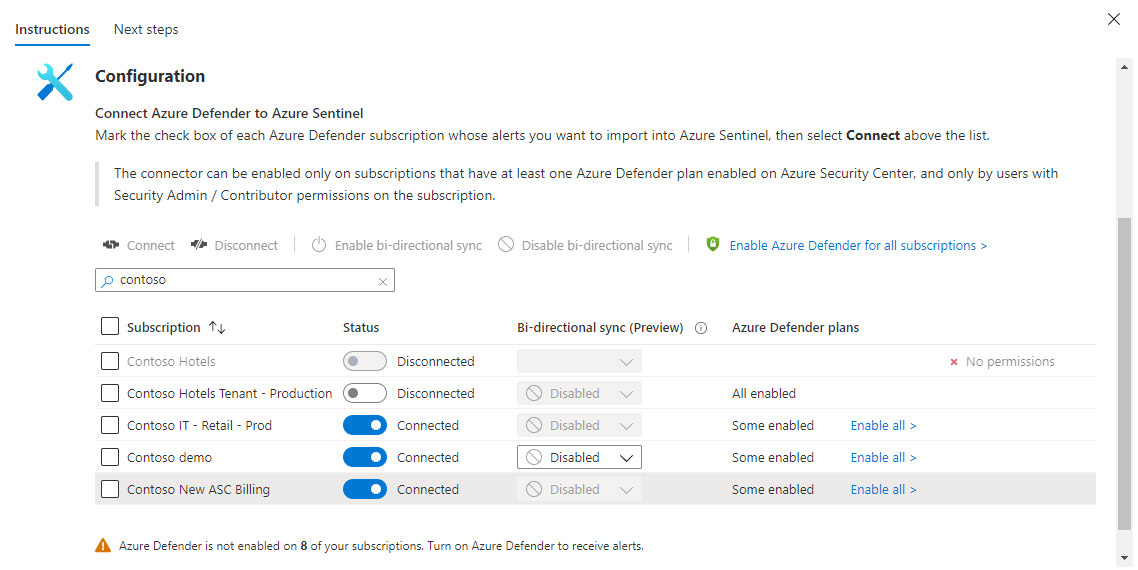 Instructions Next steps
Configuration
Connect Azure Defender to Azure Sentinel
Mark the check box of each Azure Defender subscription whose alerts you want to import into Azure Sentinel, then select Connect above the list.
The connector can be enabled only on subscriptions that have at least one Azure Defender plan enabled on Azure Security Center, and only by users with
Security Admin / Contributor permissions on the subscription.
Connect Disconnect Enable bi-directional sync Disable bi-directional sync Enable Azure Defender for all subscriptions >
contoso
Subscription Status Bi-directional sync (Preview) Azure Defender plans
Contoso Hotels Disconnected No permissions
Contoso Hotels Tenant - Production Disconnected Disabled All enabled
Contoso IT - Retail - Prod Connected Disabled Some enabled Enable all >
Contoso demo Connected Disabled Some enabled Enable all >
Contoso New ASC Billing Connected Disabled Some enabled Enable all >
Azure Defender is not enabled on 8 of your subscriptions. Turn on Azure Defender to receive alerts.